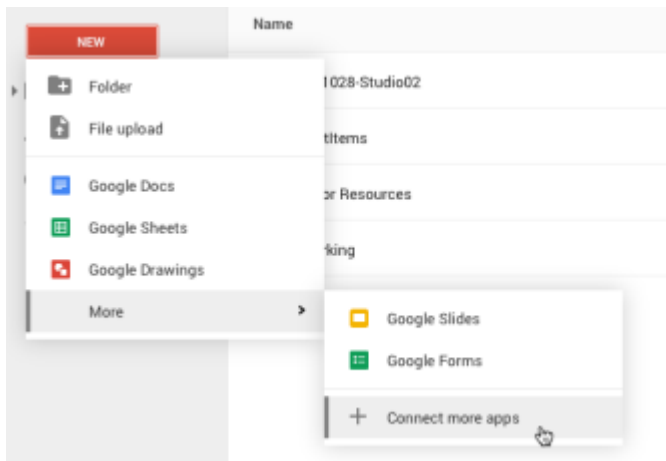 Name
NEW
Folder
1028-Studio02
File upload
tItems
Google Docs
or Resources
Google Sheets
rking
Google Drawings
More
Google Slides
Google Forms
Connect more apps